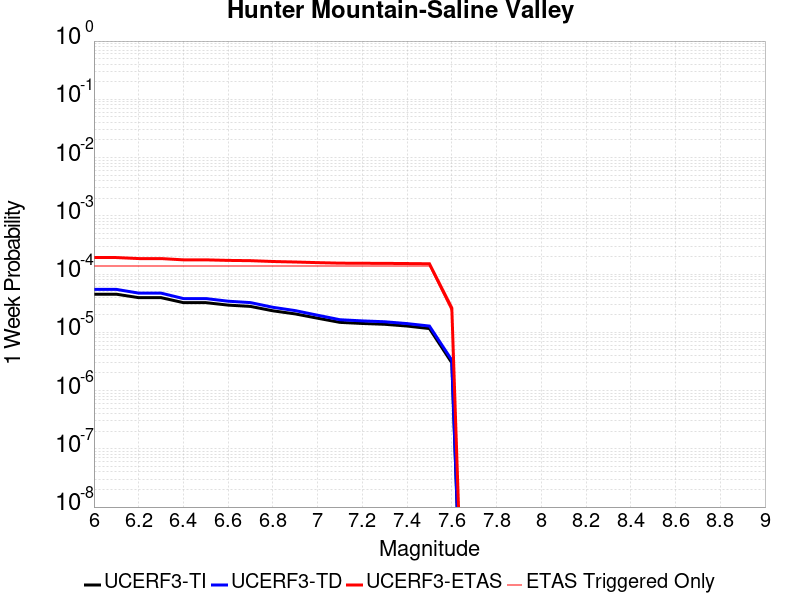 Hunter Mountain-Saline Valley
10^0
10^-1
10^-2
10^-3
10^-4
10^-5
10^-6
10^-7
10^-8
1 Week Probability
6 6.2 6.4 6.6 6.8 7 7.2 7.4 7.6 7.8 8 8.2 8.4 8.6 8.8 9
Magnitude
UCERF3-TI UCERF3-TD UCERF3-ETAS ETAS Triggered Only